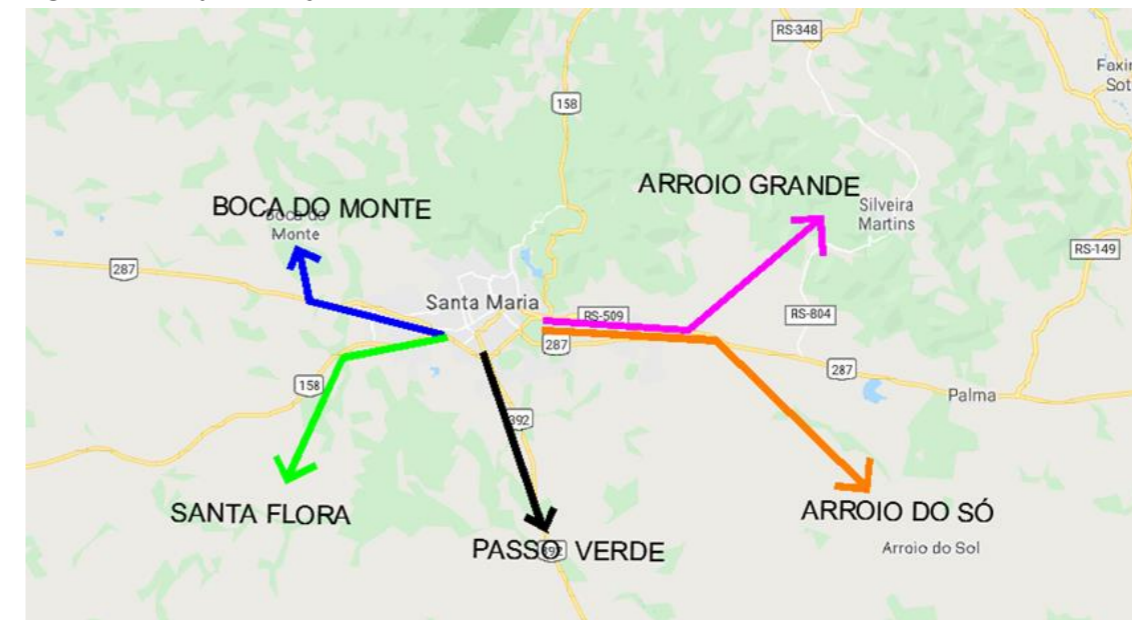 RS-348
Faxin
Sot
158
ARROIO GRANDE
BOCA DO MONTE
Boca do
Monte
Silveira
Martins
RS-149
287
Santa Maria
RS-509
RS-804
287
287
158
Palma
392
SANTA FLORA
ARROIO DO SÓ
PASSO VERDE
392
Arroio do Sol